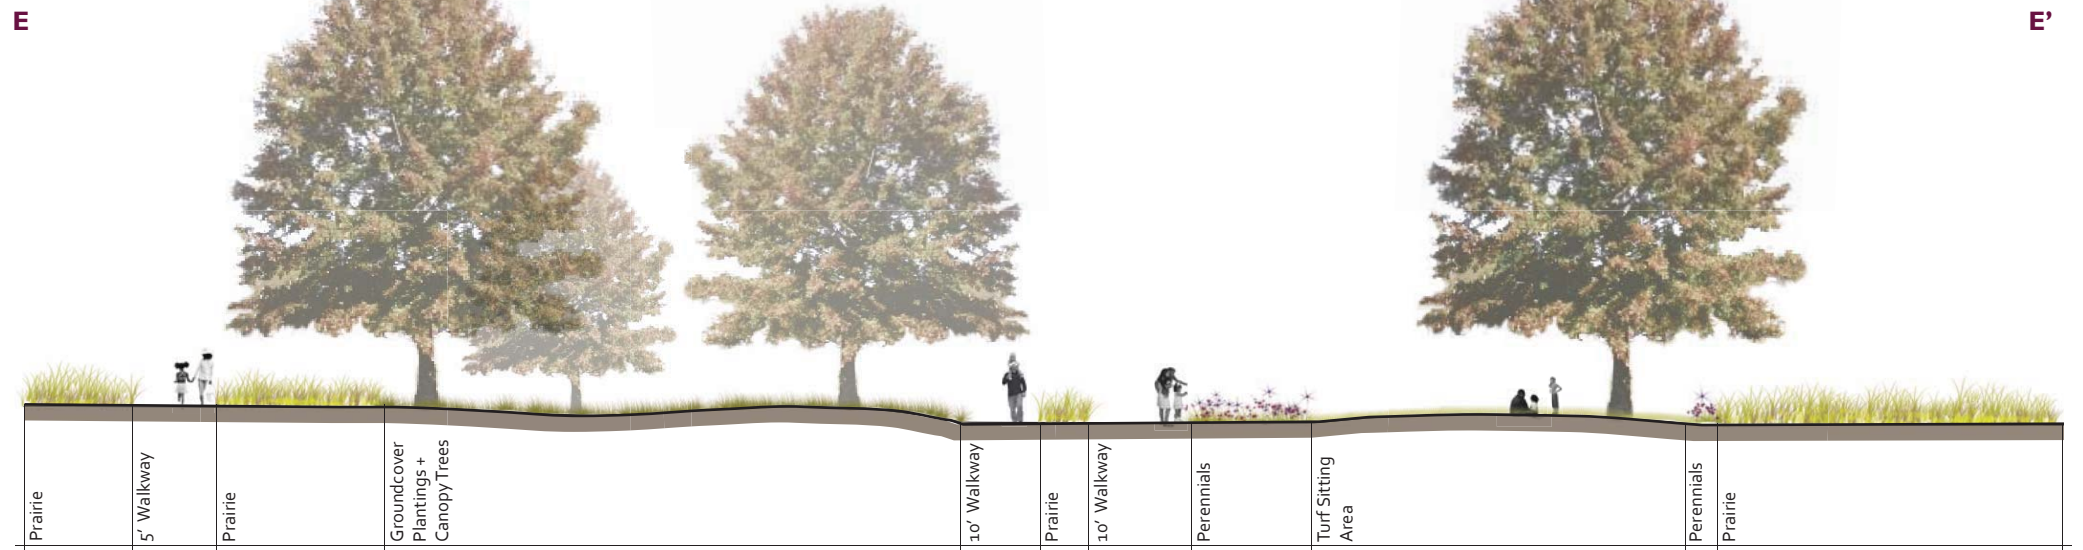 E
E’
Prairie
5’ Walkway
Prairie
Groundcover
Plantings +
Canopy Trees
10’ Walkway
Prairie
10’ Walkway
Perennials
Turf Sitting
Area
Perennials
Prairie